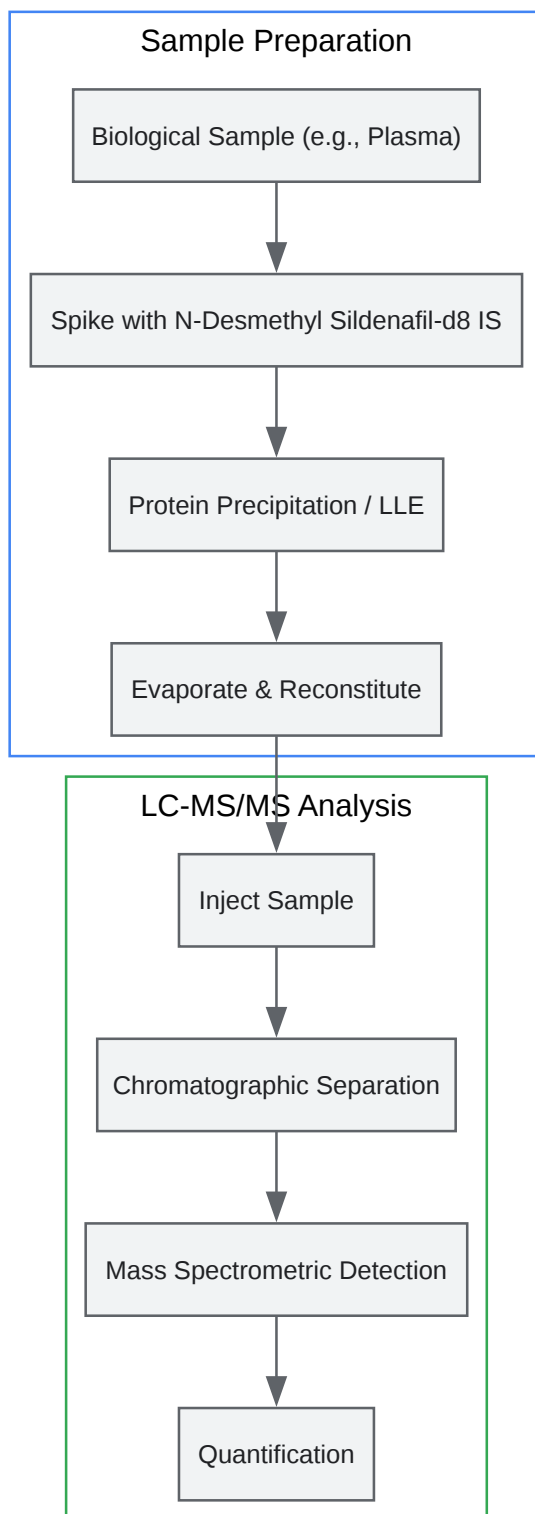 Sample Preparation
Biological Sample (e.g., Plasma)
Spike with N-Desmethyl Sildenafil-d8 IS
Protein Precipitation / LLE
Evaporate & Reconstitute
LC-MS/MS Analysis
Inject Sample
Chromatographic Separation
Mass Spectrometric Detection
Quantification